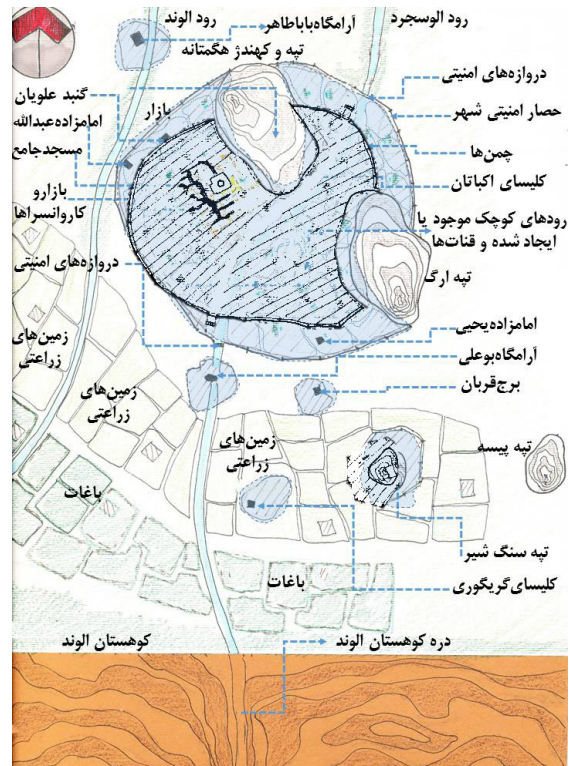 رود الوسجرد
رود الوند
آرامگاه‌باباطاهر
تپه و کهندژ هگمتانه
دروازه‌های امنیتی
گنبد علویان
بازار
حصار امنیتی شهر
امامزاده‌عبدالله
مسجدجامع
چمن‌ها
کلیسای اکباتان
بازارو
کاروانسراها
رودهای کوچک موجود یا
ایجاد شده و قنات‌ها
دروازه‌های امنیتی
تپه ارگ
امامزاده‌یحیی
زمین‌های
زراعتی
آرامگاه‌بوعلی
زمین‌های
زراعتی
برج‌قربان
زمین‌های
زراعتی
تپه پیسه
باغات
تپه سنگ شیر
باغات
کلیسای‌گریگوری
دره کوهستان الوند
کوهستان الوند
کوهستان الوند